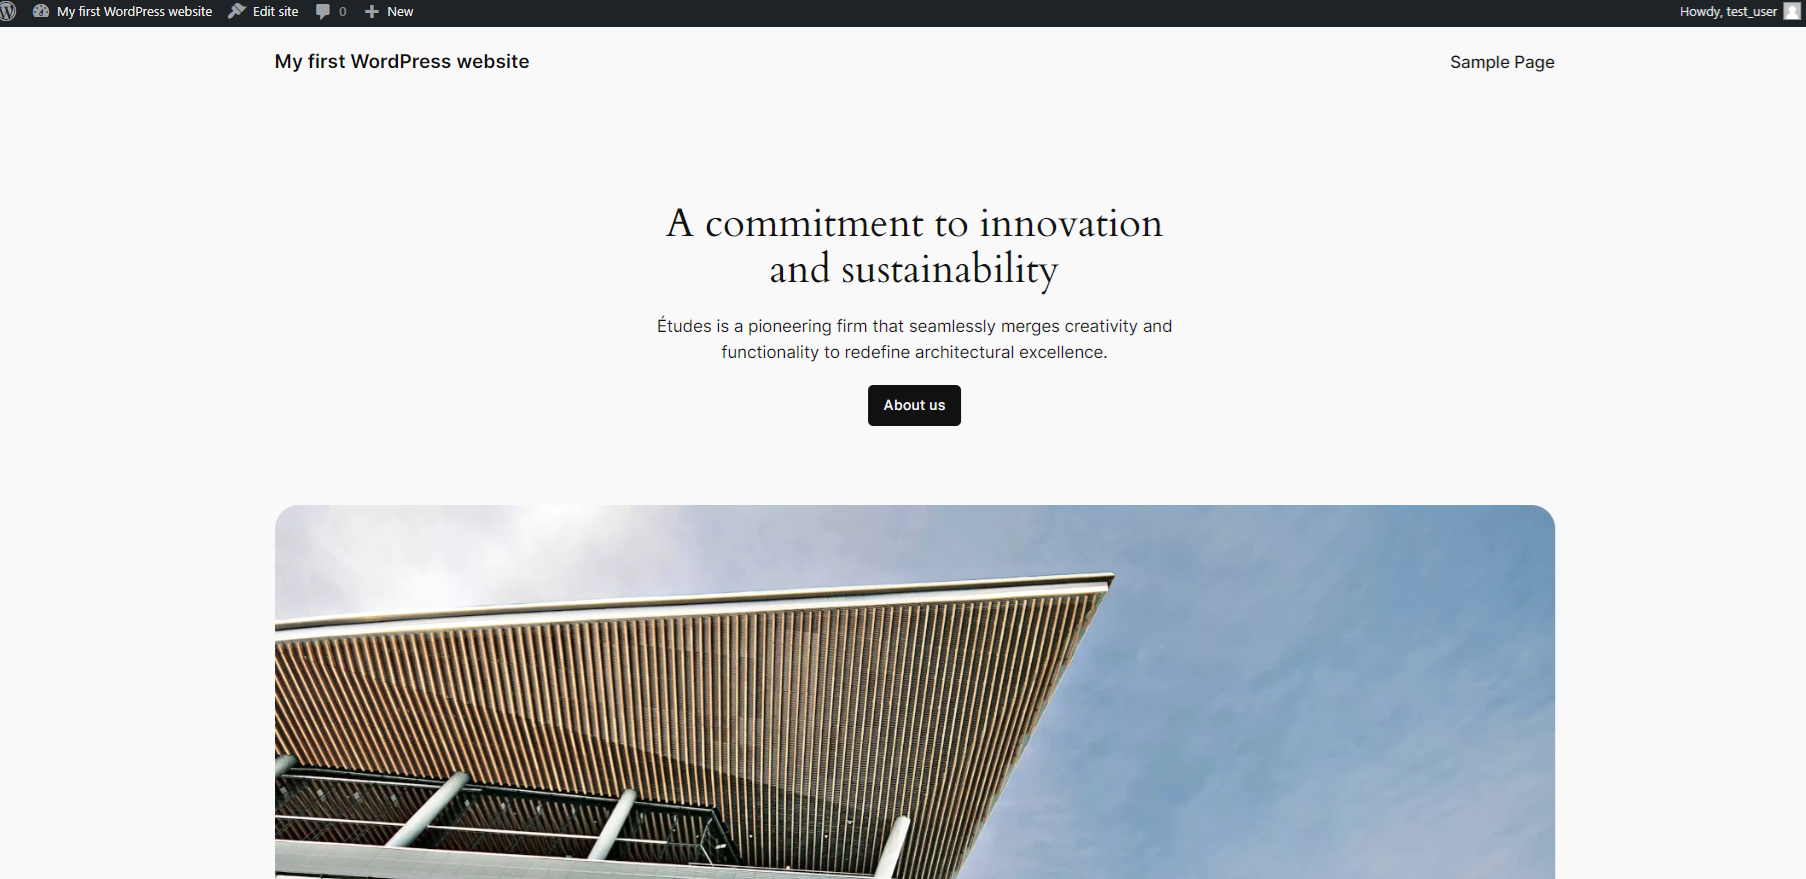 My first WordPress website Edit site 0 New Howdy, test_user
My first WordPress website Sample Page
A commitment to innovation
and sustainability
Études is a pioneering firm that seamlessly merges creativity and
functionality to redefine architectural excellence.
About us